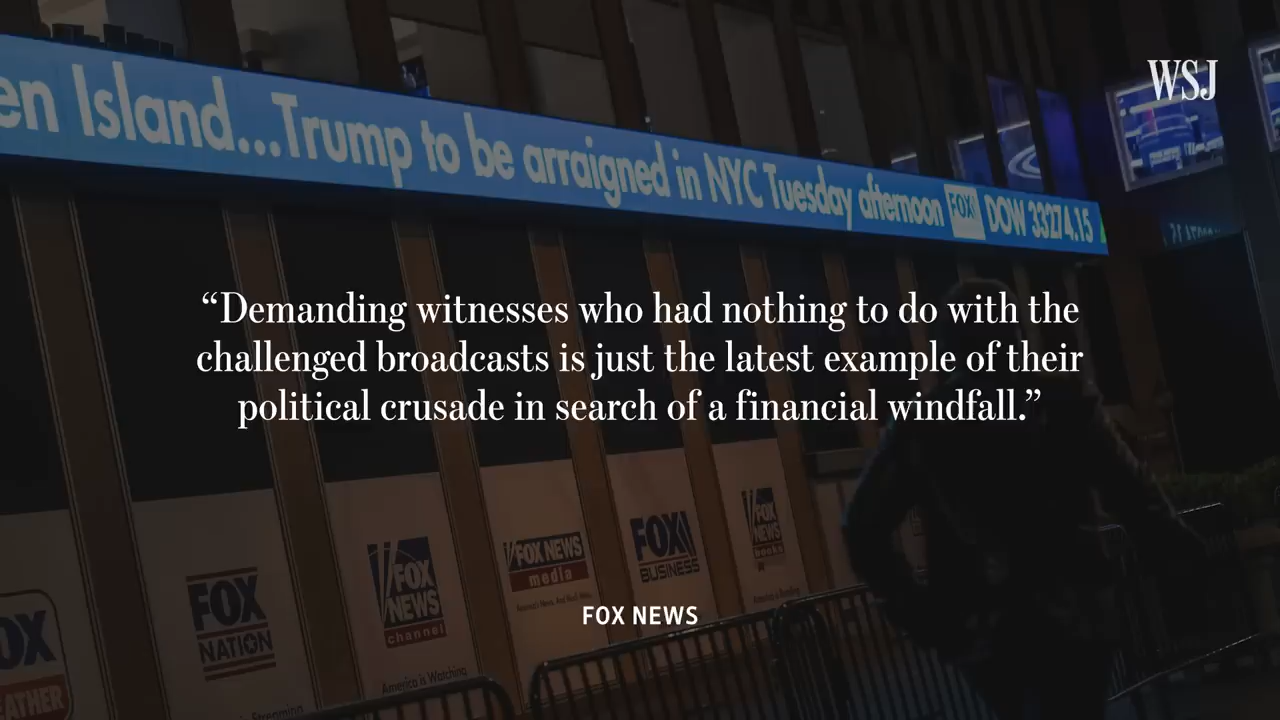 WSJ
en Island...Trump to be arraigned in NYC Tuesday afternoon FOX DOW 33274.15
“Demanding witnesses who had nothing to do with the
challenged broadcasts is just the latest example of their
political crusade in search of a financial windfall.”
FOX NEWS
OX
EATHER
FOX
NATION
FOX
NEWS
channel
America is Watching
FOX NEWS
media
FOX
BUSINESS
FOX
NEWS
books